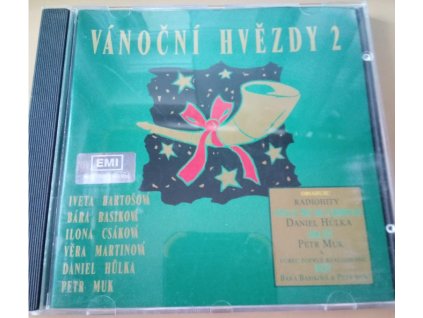 VÁNOČNÍ HVĚZDY 2
EMI
IVETA BARTOŠOVÁ
BÁRA BASIKOVÁ
ILONA CSÁKOVÁ
VĚRA MARTINOVÁ
DANIEL HŮLKA
PETR MUK
OBSAHUJE
RADIOHITY
DANIEL HŮLKA
PETR MUK
BÁRA BASIKOVÁ & PETR MUK